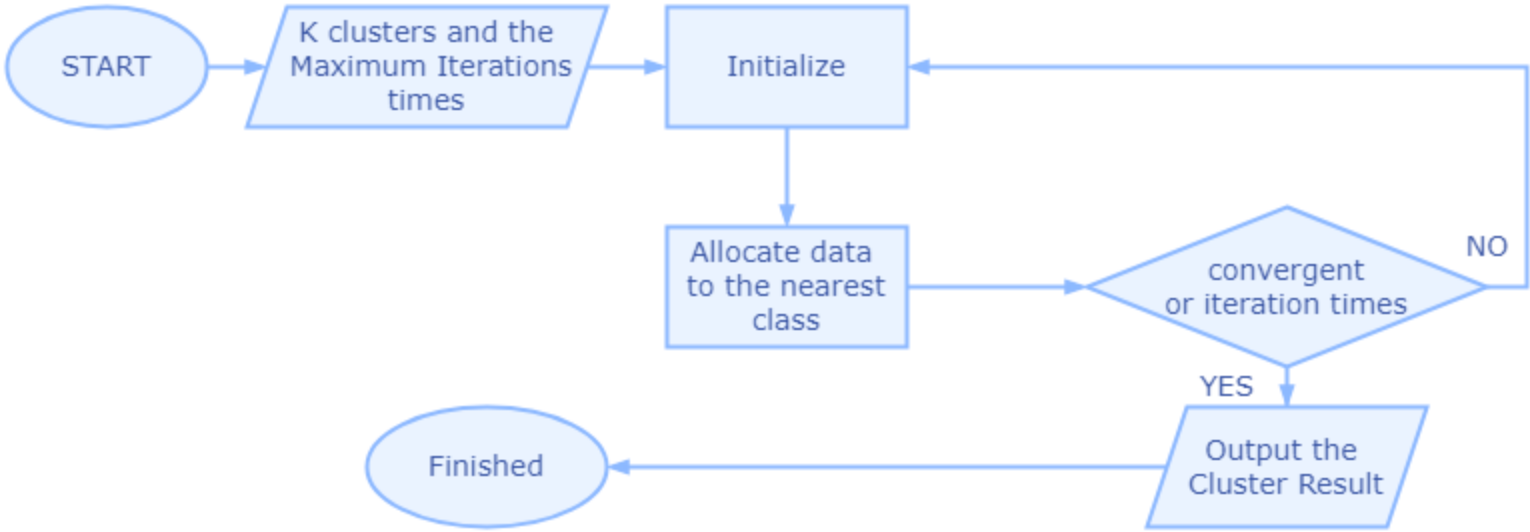 START
K clusters and the
Maximum Iterations
times
Initialize
Allocate data
to the nearest
class
convergent
or iteration times
NO
YES
Output the
Cluster Result
Finished